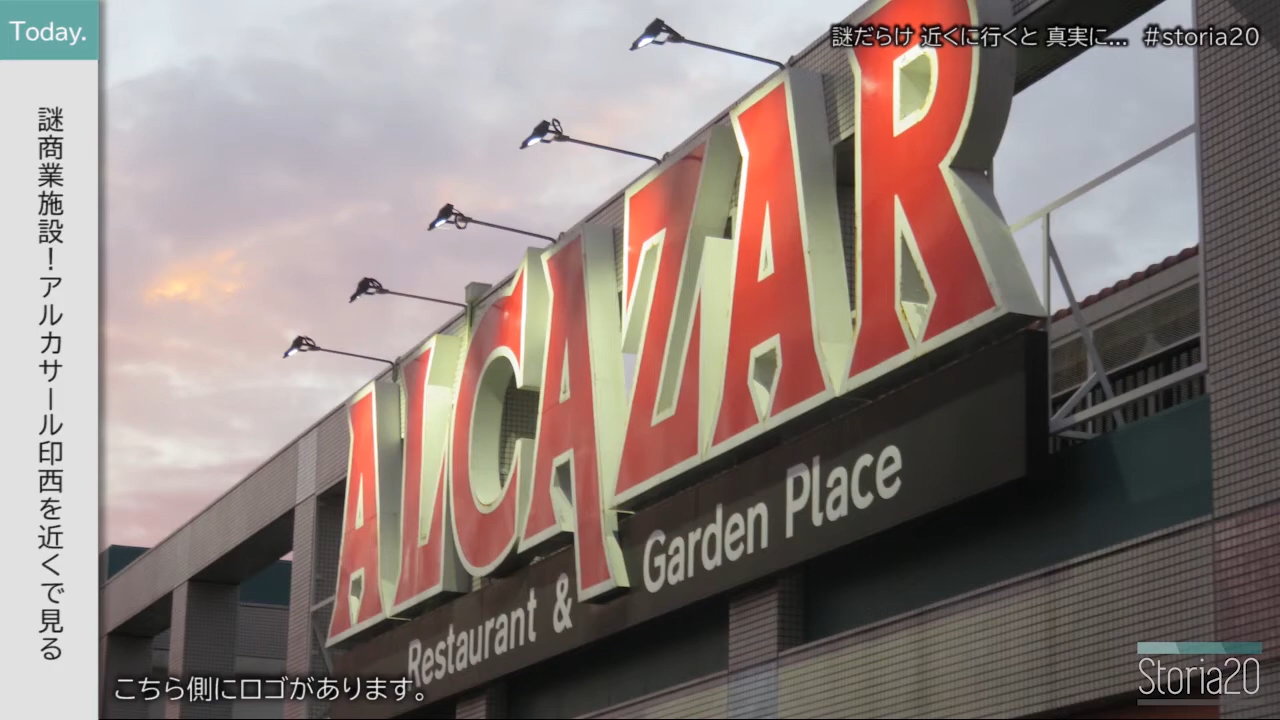 Today.
謎商業施設！アルカサール印西を近くで見る
謎だらけ 近くに行くと 真実に... #storia20
ALCAZAR
Restaurant & Garden Place
こちら側にロゴがあります。
Storia20